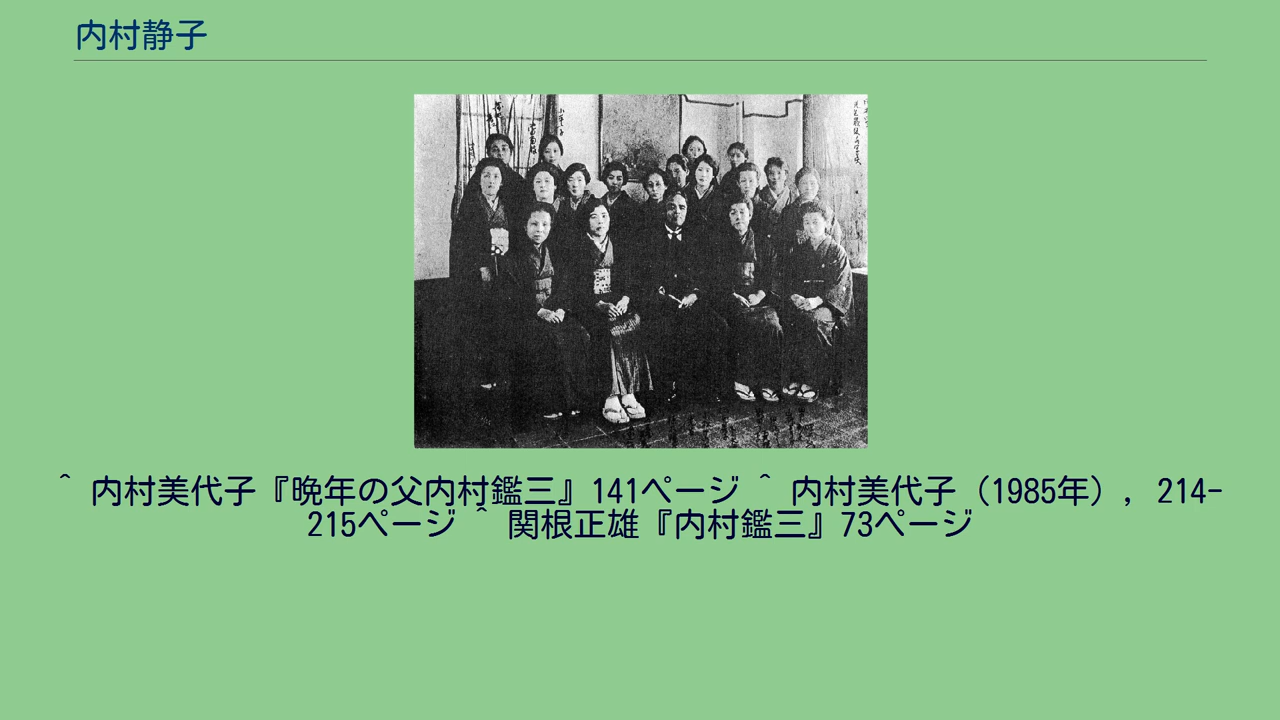 内村静子
^ 内村美代子『晩年の父内村鑑三』141ページ ^ 内村美代子（1985年）, 214-
215ページ ^ 関根正雄『内村鑑三』73ページ